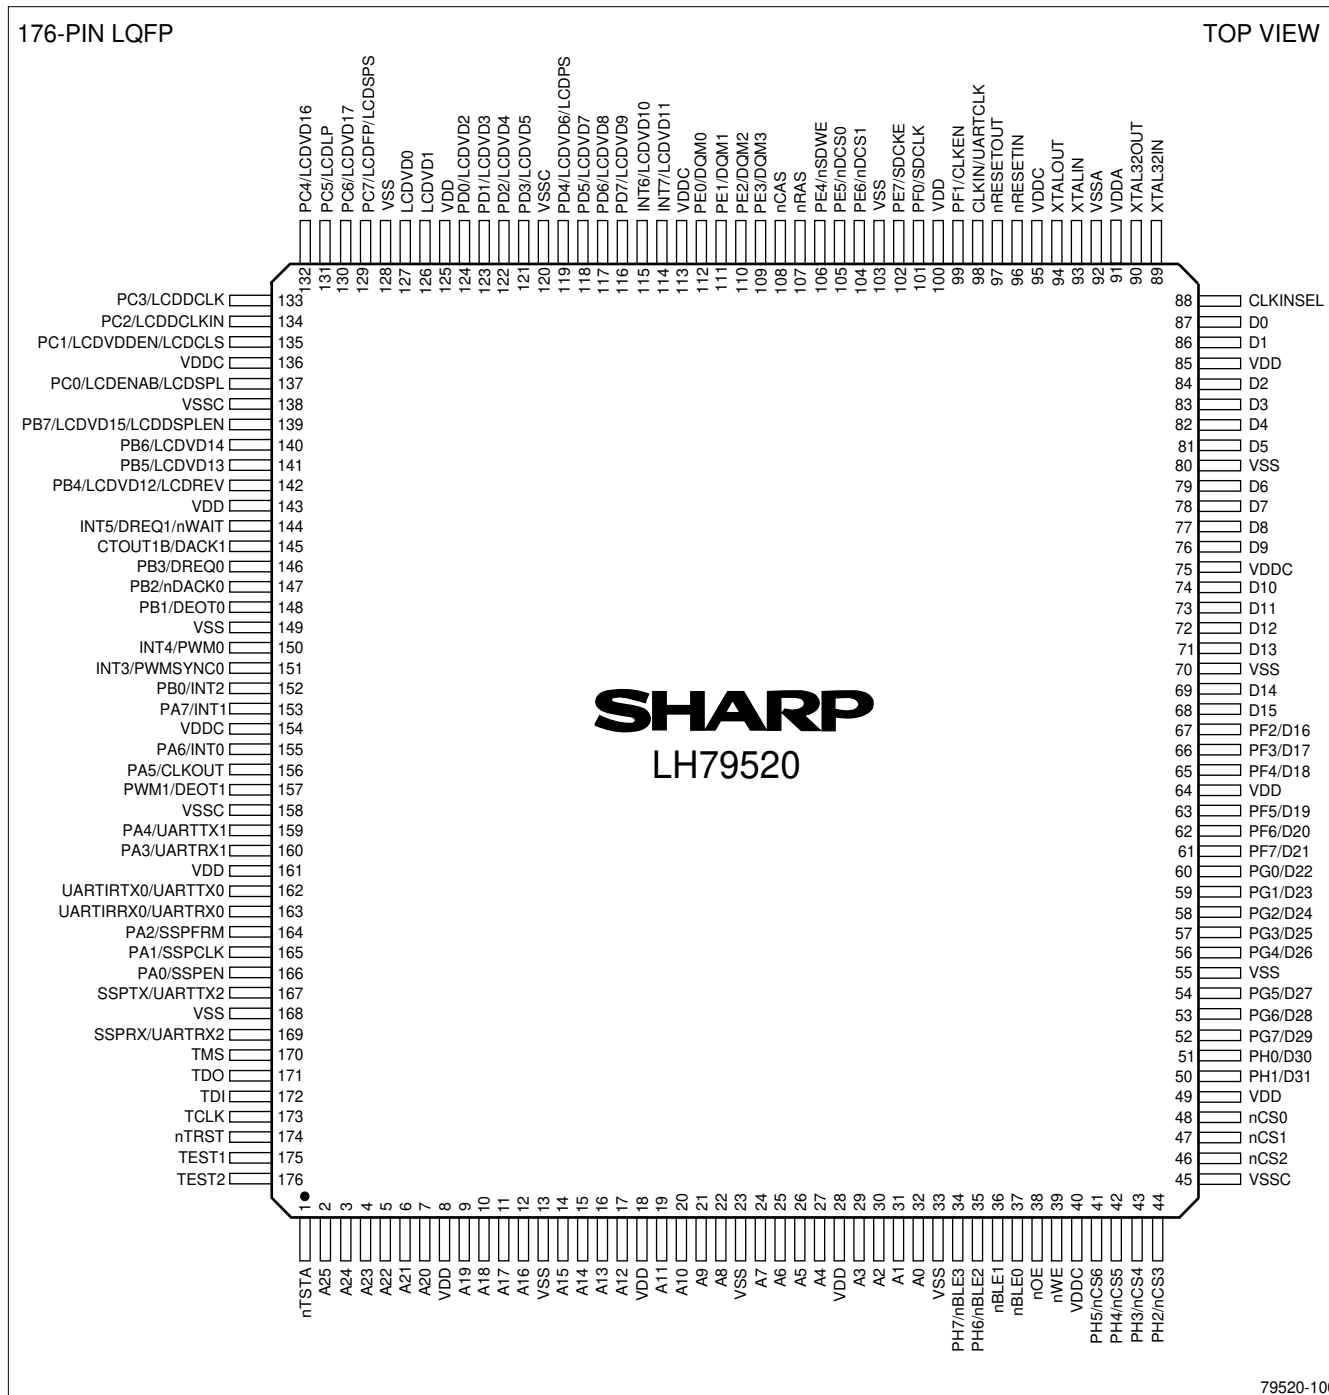 176-PIN LQFP
TOP VIEW
PC4/LCDVD16
PC5/LCDLP
PC6/LCDVD17
PC7/LCDFP/LCDSPS
VSS
LCDVD0
LCDVD1
VDD
PD0/LCDVD2
PD1/LCDVD3
PD2/LCDVD4
PD3/LCDVD5
VSSC
PD4/LCDVD6/LCDPS
PD5/LCDVD7
PD6/LCDVD8
PD7/LCDVD9
INT6/LCDVD10
INT7/LCDVD11
VDDC
PE0/DQM0
PE1/DQM1
PE2/DQM2
PE3/DQM3
nCAS
nRAS
PE4/nSDWE
PE5/nDCS0
PE6/nDCS1
VSS
PE7/SDCKE
PF0/SDCLK
VDD
PF1/CLKEN
CLKIN/UARTCLK
nRESETOUT
nRESETIN
VDDC
XTALOUT
XTALIN
VSSA
VDDA
XTAL32OUT
XTAL32IN
132
131
130
129
128
127
126
125
124
123
122
121
120
119
118
117
116
115
114
113
112
111
110
109
108
107
106
105
104
103
102
101
100
99
98
97
96
95
94
93
92
91
90
89
PC3/LCDDCLK 133
PC2/LCDDCLKIN 134
PC1/LCDVDDEN/LCDCLS 135
VDDC 136
PC0/LCDENAB/LCDSPL 137
VSSC 138
PB7/LCDVD15/LCDDSPLEN 139
PB6/LCDVD14 140
PB5/LCDVD13 141
PB4/LCDVD12/LCDREV 142
VDD 143
INT5/DREQ1/nWAIT 144
CTOUT1B/DACK1 145
PB3/DREQ0 146
PB2/nDACK0 147
PB1/DEOT0 148
VSS 149
INT4/PWM0 150
INT3/PWMSYNC0 151
PB0/INT2 152
PA7/INT1 153
VDDC 154
PA6/INT0 155
PA5/CLKOUT 156
PWM1/DEOT1 157
VSSC 158
PA4/UARTTX1 159
PA3/UARTRX1 160
VDD 161
UARTIRTX0/UARTTX0 162
UARTIRRX0/UARTRX0 163
PA2/SSPFRM 164
PA1/SSPCLK 165
PA0/SSPEN 166
SSPTX/UARTTX2 167
VSS 168
SSPRX/UARTRX2 169
TMS 170
TDO 171
TDI 172
TCLK 173
nTRST 174
TEST1 175
TEST2 176
SHARP
LH79520
88 CLKINSEL
87 D0
86 D1
85 VDD
84 D2
83 D3
82 D4
81 D5
80 VSS
79 D6
78 D7
77 D8
76 D9
75 VDDC
74 D10
73 D11
72 D12
71 D13
70 VSS
69 D14
68 D15
67 PF2/D16
66 PF3/D17
65 PF4/D18
64 VDD
63 PF5/D19
62 PF6/D20
61 PF7/D21
60 PG0/D22
59 PG1/D23
58 PG2/D24
57 PG3/D25
56 PG4/D26
55 VSS
54 PG5/D27
53 PG6/D28
52 PG7/D29
51 PH0/D30
50 PH1/D31
49 VDD
48 nCS0
47 nCS1
46 nCS2
45 VSSC
1
2
3
4
5
6
7
8
9
10
11
12
13
14
15
16
17
18
19
20
21
22
23
24
25
26
27
28
29
30
31
32
33
34
35
36
37
38
39
40
41
42
43
44
nTSTA
A25
A24
A23
A22
A21
A20
VDD
A19
A18
A17
A16
VSS
A15
A14
A13
A12
VDD
A11
A10
A9
A8
VSS
A7
A6
A5
A4
VDD
A3
A2
A1
A0
VSS
PH7/nBLE3
PH6/nBLE2
nBLE1
nBLE0
nOE
nWE
VDDC
PH5/nCS6
PH4/nCS5
PH3/nCS4
PH2/nCS3